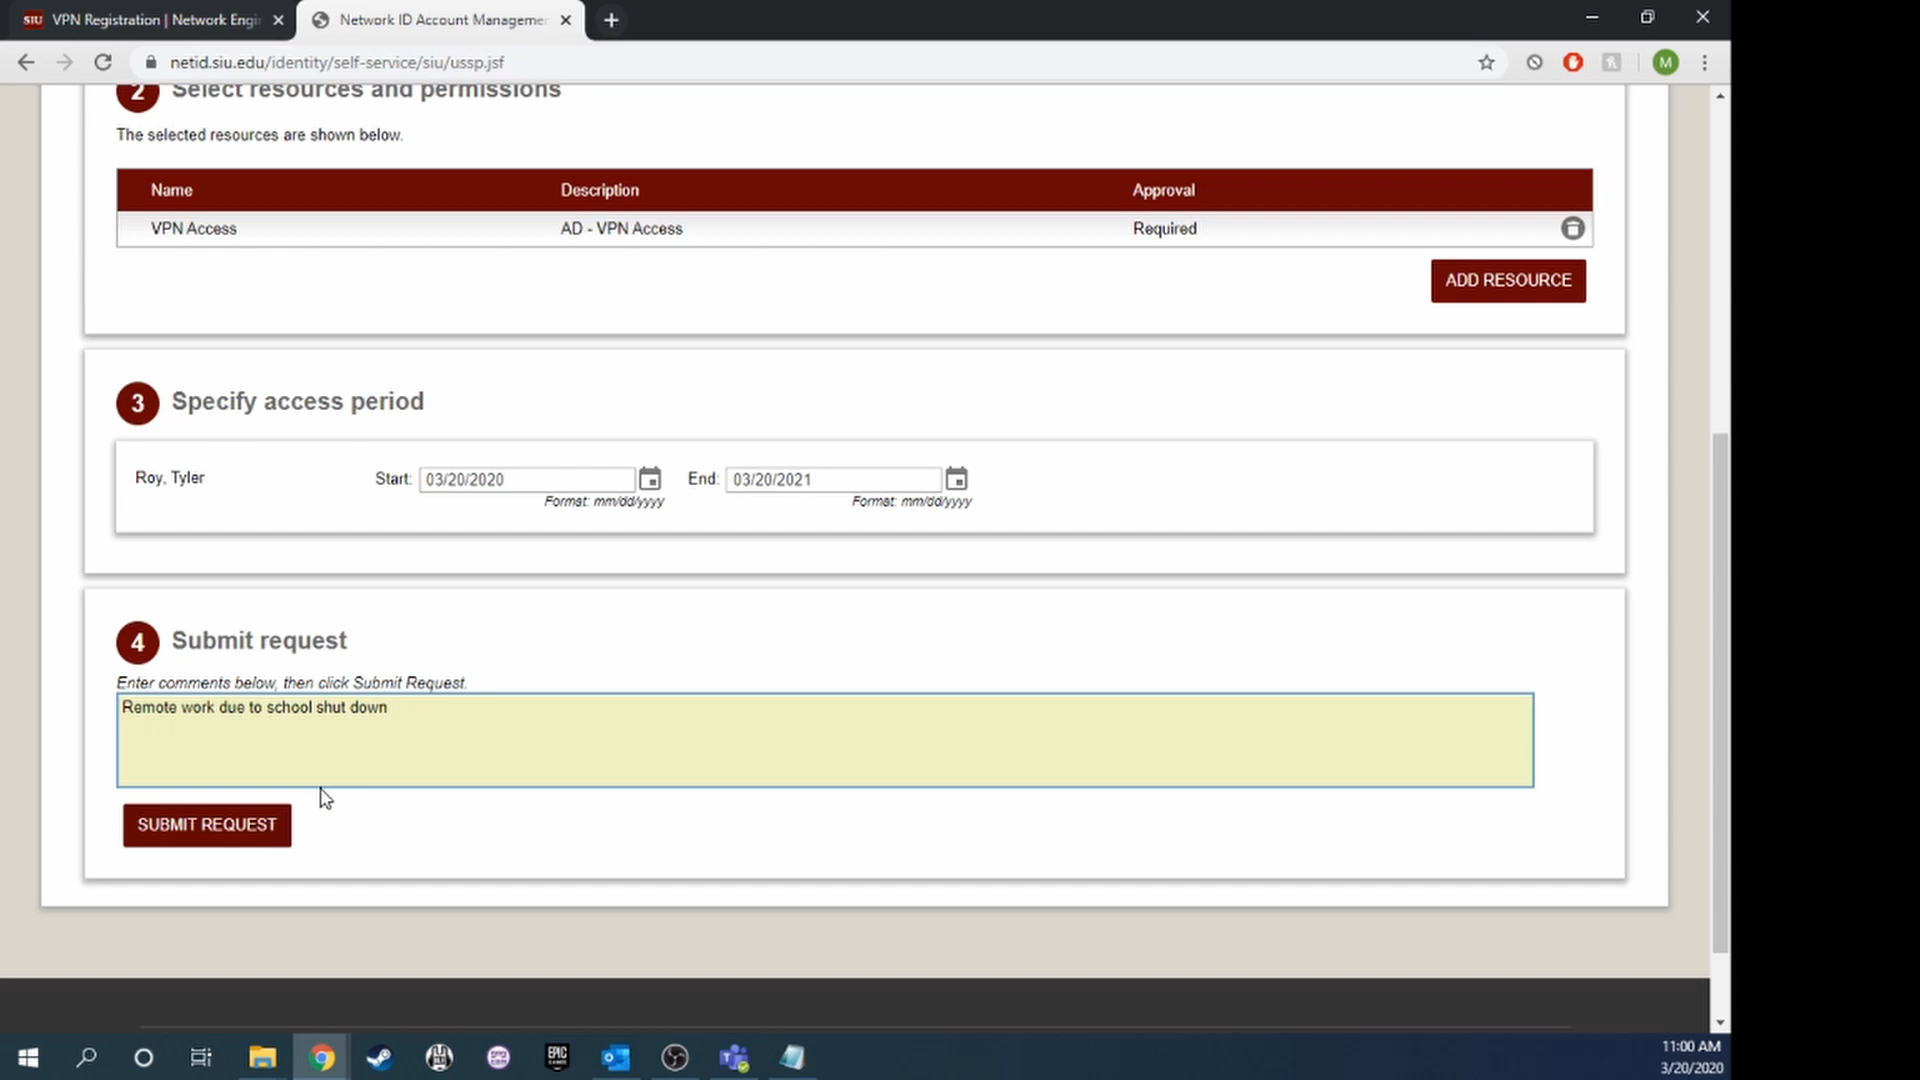 SIU VPN Registration | Network Engi
Network ID Account Managemen
netid.siu.edu/identity/self-service/siu/ussp.jsf
M
2 Select resources and permissions
The selected resources are shown below.
Name Description Approval
VPN Access AD - VPN Access Required
ADD RESOURCE
3 Specify access period
Roy, Tyler Start: 03/20/2020 End: 03/20/2021
Format: mm/dd/yyyy Format: mm/dd/yyyy
4 Submit request
Enter comments below, then click Submit Request.
Remote work due to school shut down
SUBMIT REQUEST
EPIC
11:00 AM
3/20/2020